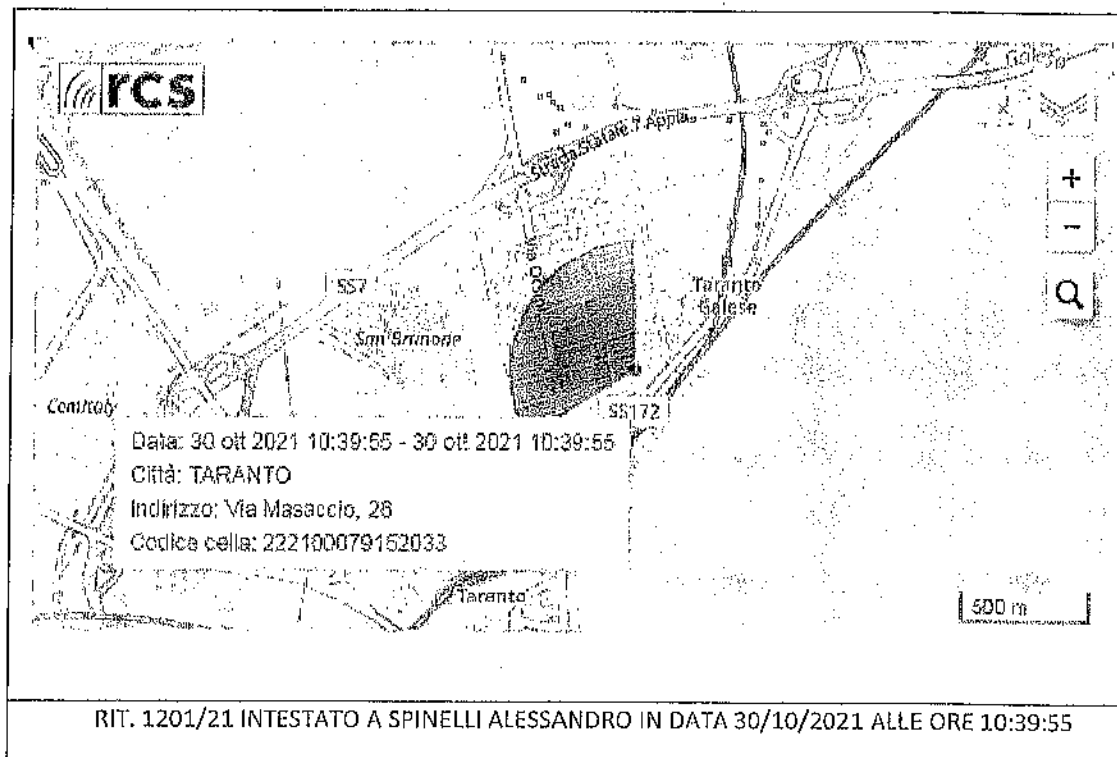 rcs
Galeso
Strada Statale 7 Appia
+
−
SS7
Taranto
Galese
San Brunone
SS172
Data: 30 ott 2021 10:39:55 - 30 ott 2021 10:39:55
Città: TARANTO
Indirizzo: Via Masaccio, 28
Codice cella: 222100079152033
Taranto
500 m
RIT. 1201/21 INTESTATO A SPINELLI ALESSANDRO IN DATA 30/10/2021 ALLE ORE 10:39:55